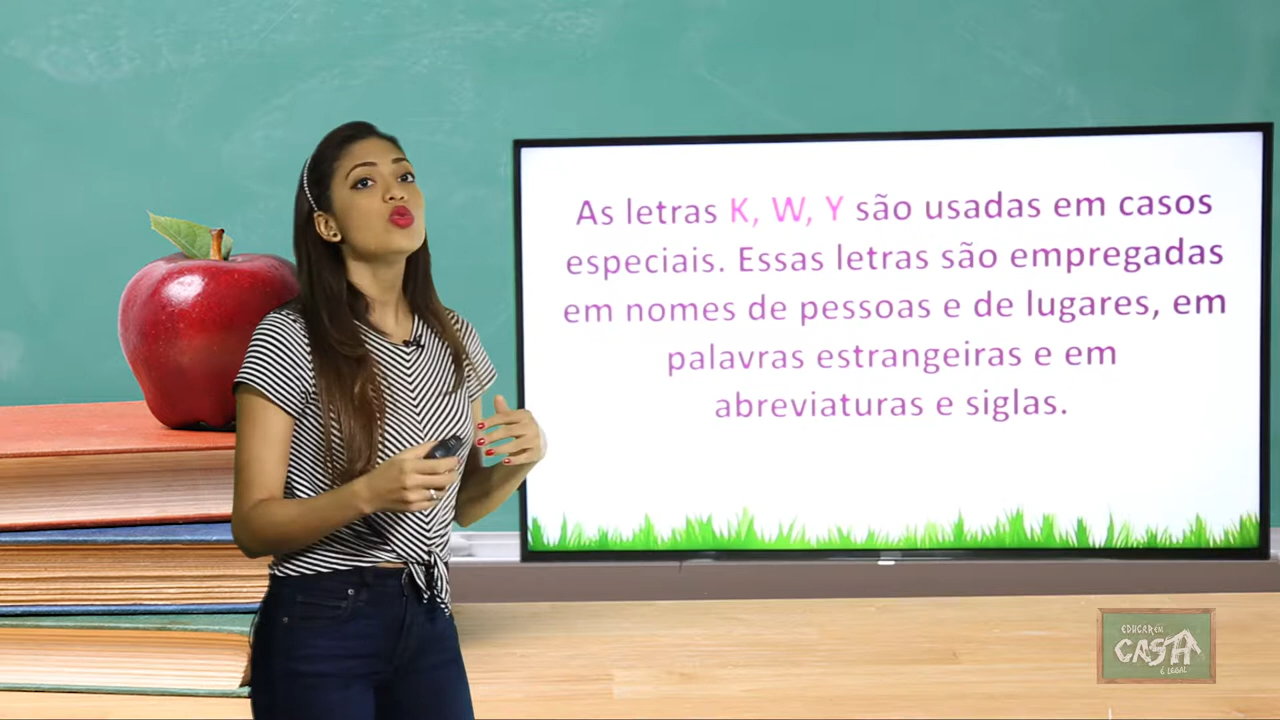 As letras K, W, Y são usadas em casos
especiais. Essas letras são empregadas
em nomes de pessoas e de lugares, em
palavras estrangeiras e em
abreviaturas e siglas.
EDUCAR EM
CASA
É LEGAL